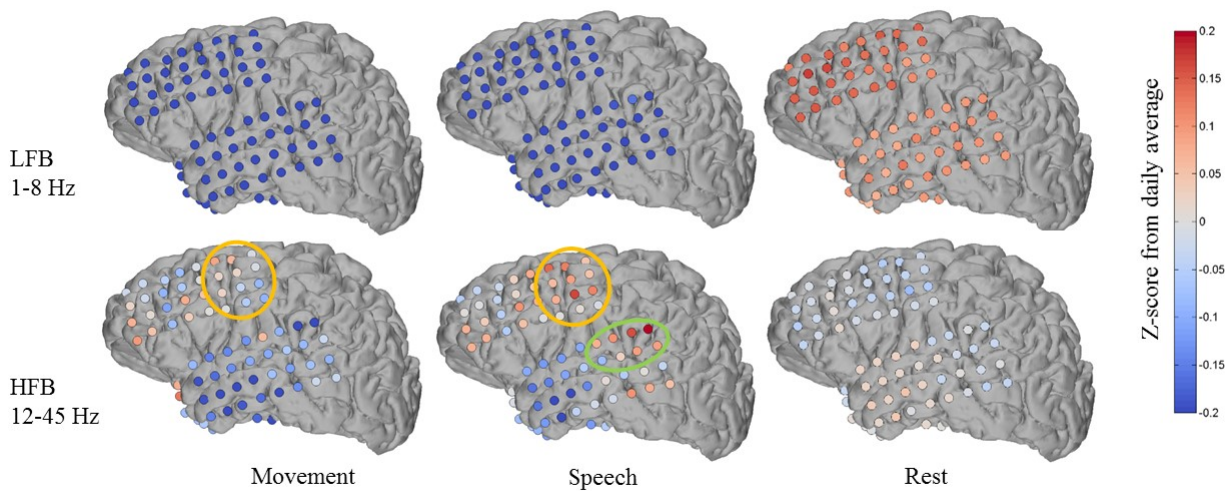 LFB
1-8 Hz
HFB
12-45 Hz
Movement
Speech
Rest
Z-score from daily average
0.2
0.15
0.1
0.05
0
-0.05
-0.1
-0.15
-0.2